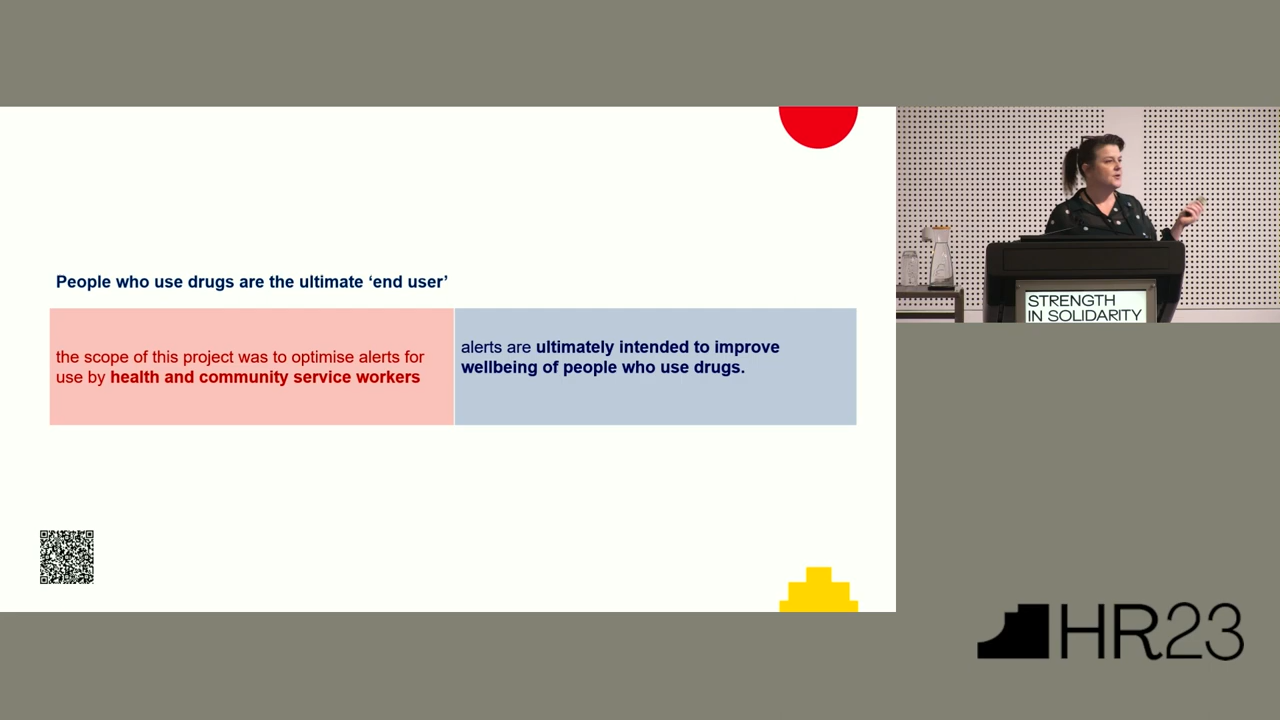 People who use drugs are the ultimate ‘end user’
the scope of this project was to optimise alerts for
use by health and community service workers
alerts are ultimately intended to improve
wellbeing of people who use drugs.
STRENGTH
IN SOLIDARITY
HR23